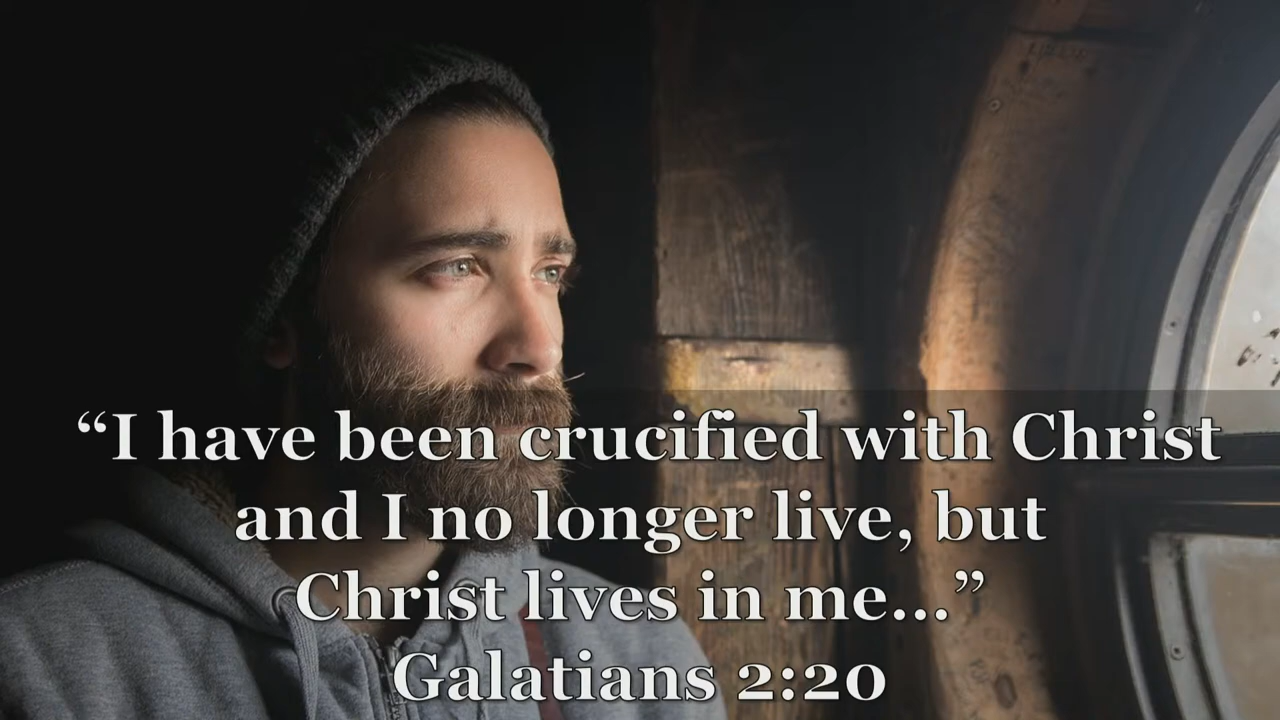 “I have been crucified with Christ
and I no longer live, but
Christ lives in me...”
Galatians 2:20